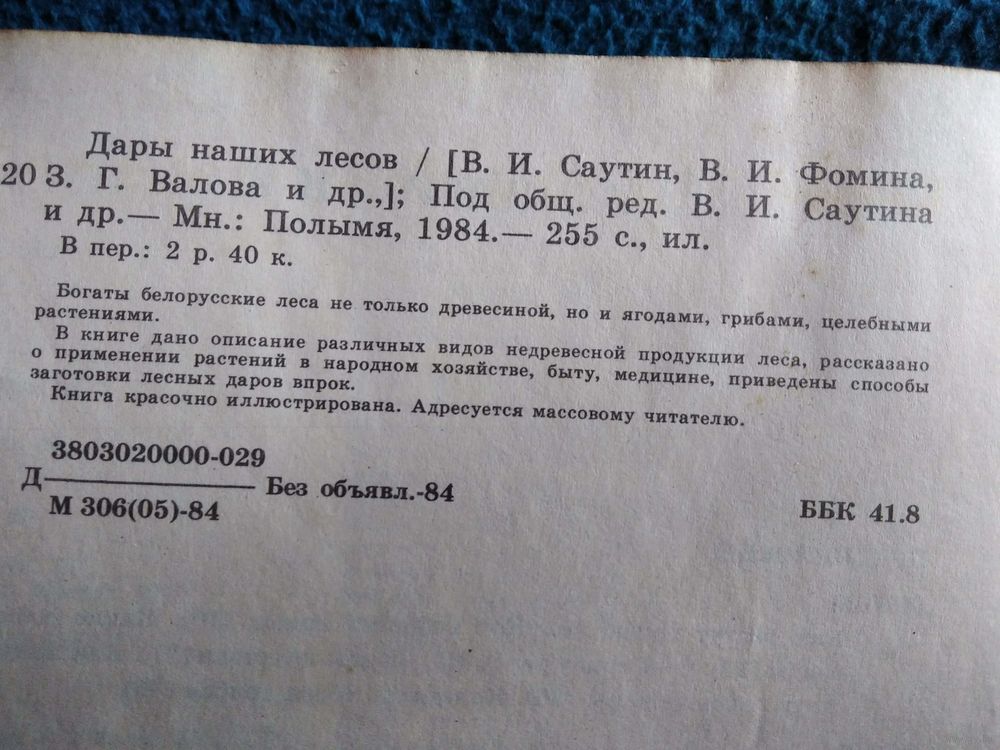 Дары наших лесов / [В. И. Саутин, В. И. Фомина,
20 З. Г. Валова и др.,]; Под общ. ред. В. И. Саутина
и др.— Мн.: Полымя, 1984.— 255 с., ил.
В пер.: 2 р. 40 к.
Богаты белорусские леса не только древесиной, но и ягодами, грибами, целебными
растениями.
В книге дано описание различных видов недревесной продукции леса, рассказано
о применении растений в народном хозяйстве, быту, медицине, приведены способы
заготовки лесных даров впрок.
Книга красочно иллюстрирована. Адресуется массовому читателю.
3803020000-029
Д Без объявл.-84
М 306(05)-84
ББК 41.8